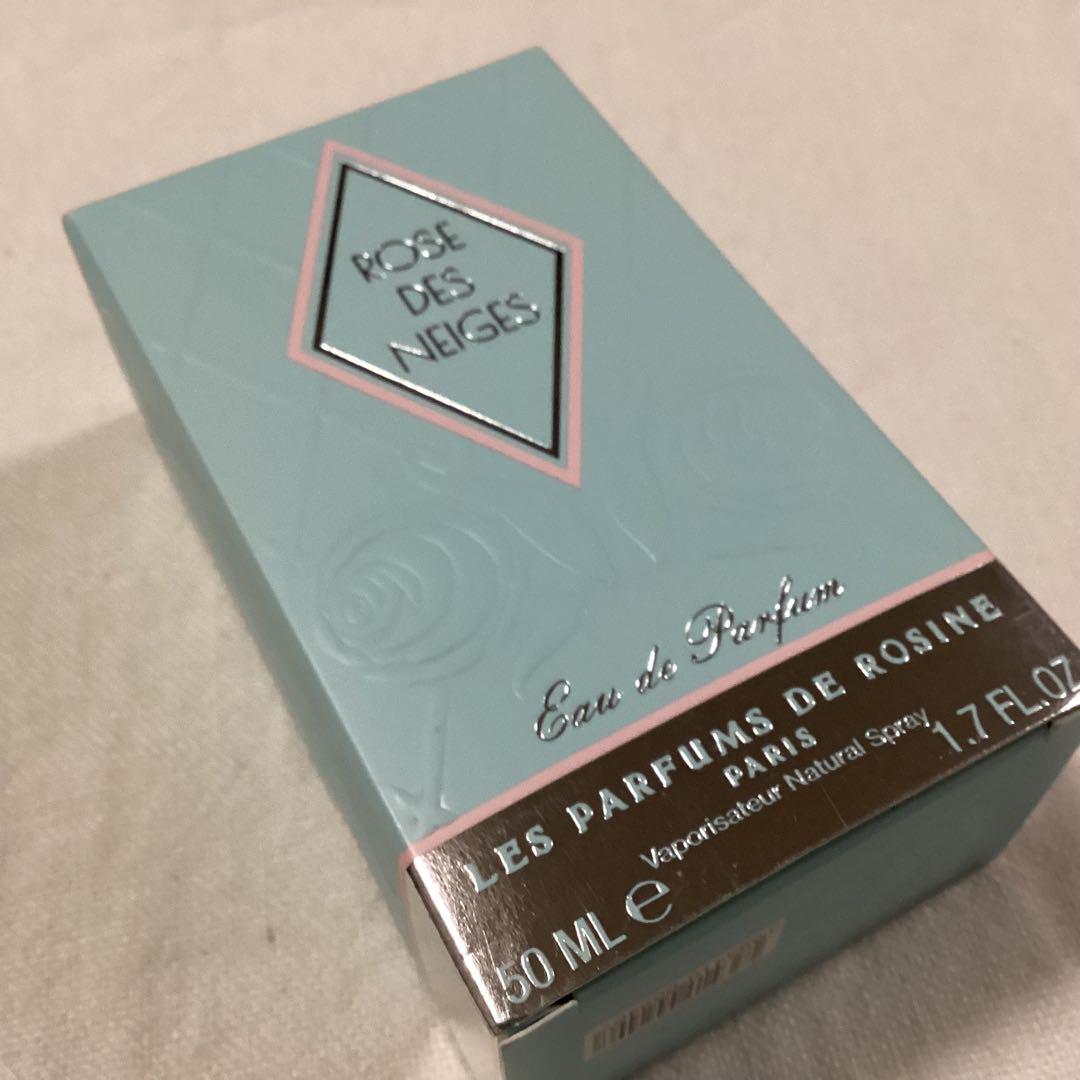 ROSE
DES
NEIGES
Eau de Parfum
LES PARFUMS DE ROSINE
PARIS
Vaporisateur Natural Spray
50 ML ℮ 1.7 FL.OZ